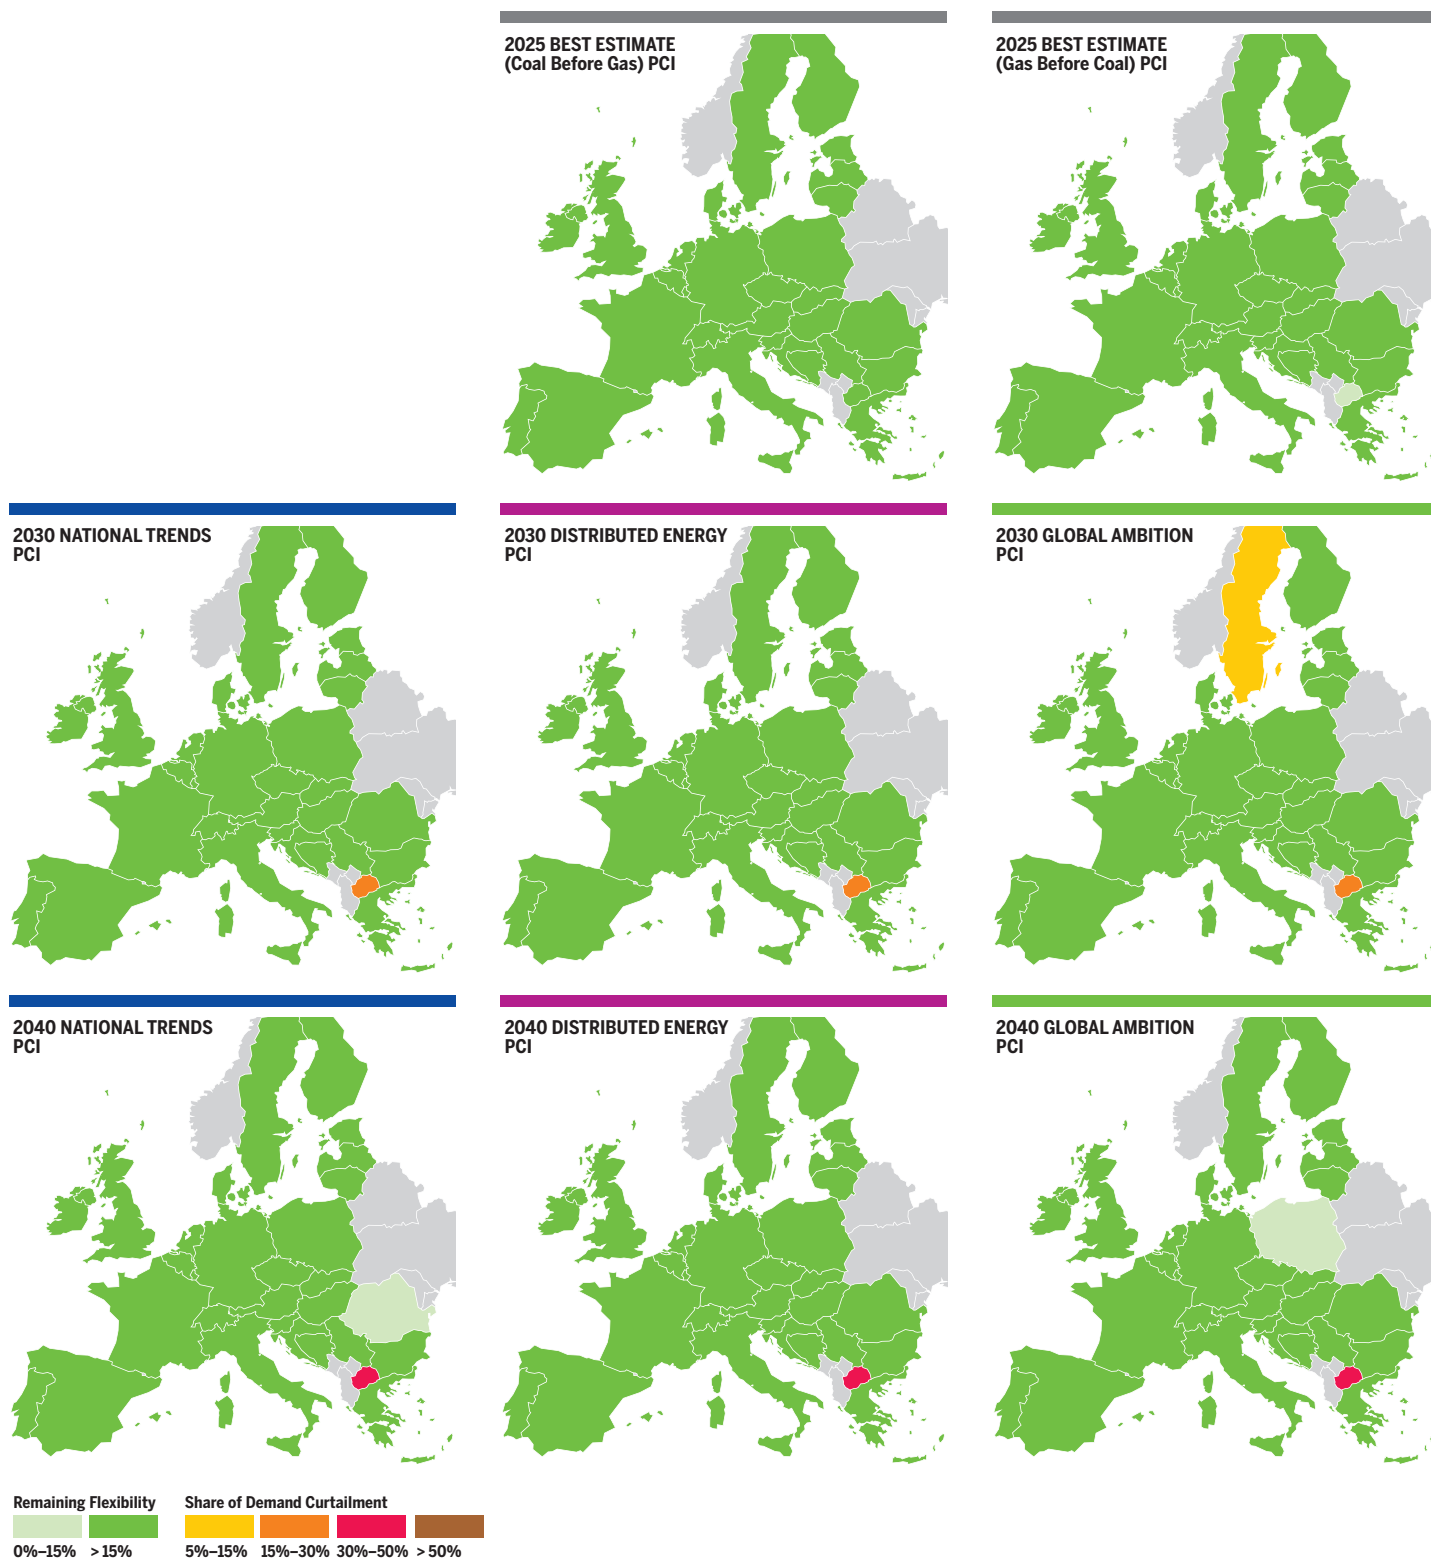 2025 BEST ESTIMATE
(Coal Before Gas) PCI
2025 BEST ESTIMATE
(Gas Before Coal) PCI
2030 NATIONAL TRENDS
PCI
2030 DISTRIBUTED ENERGY
PCI
2030 GLOBAL AMBITION
PCI
2040 NATIONAL TRENDS
PCI
2040 DISTRIBUTED ENERGY
PCI
2040 GLOBAL AMBITION
PCI
Remaining Flexibility
0%–15% > 15%
Share of Demand Curtailment
5%–15% 15%–30% 30%–50% > 50%